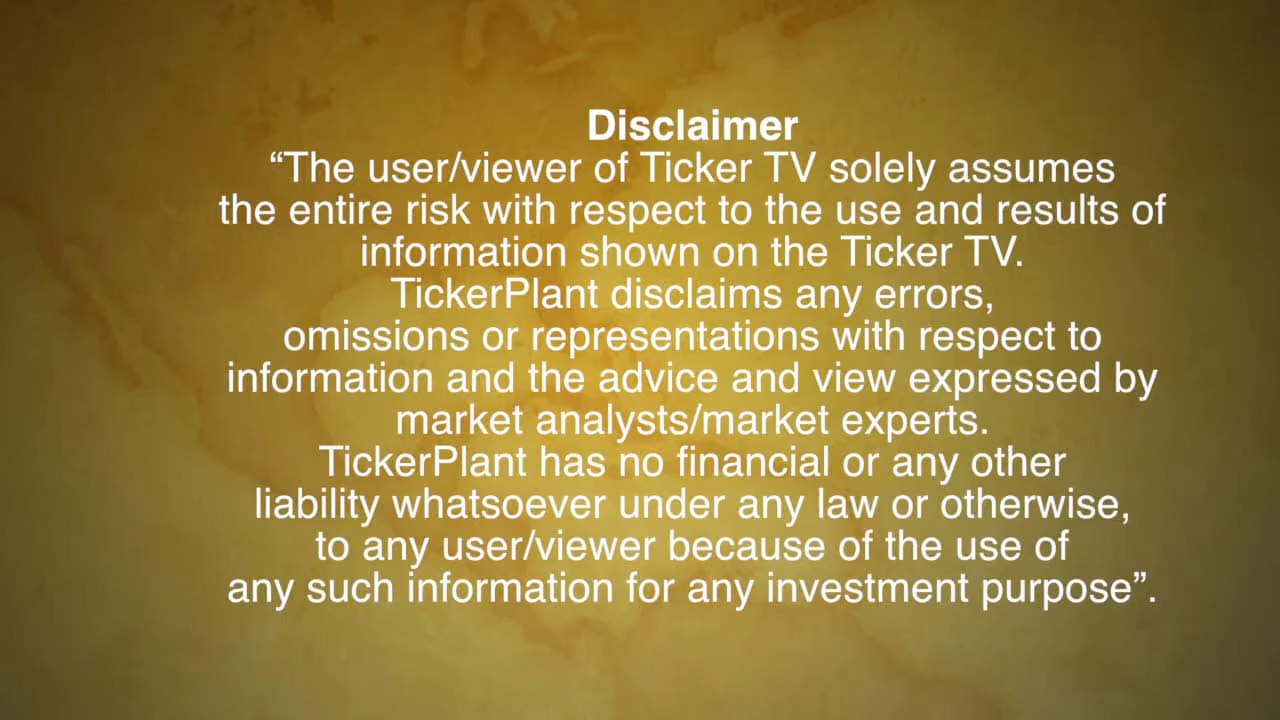 Disclaimer
“The user/viewer of Ticker TV solely assumes
the entire risk with respect to the use and results of
information shown on the Ticker TV.
TickerPlant disclaims any errors,
omissions or representations with respect to
information and the advice and view expressed by
market analysts/market experts.
TickerPlant has no financial or any other
liability whatsoever under any law or otherwise,
to any user/viewer because of the use of
any such information for any investment purpose”.